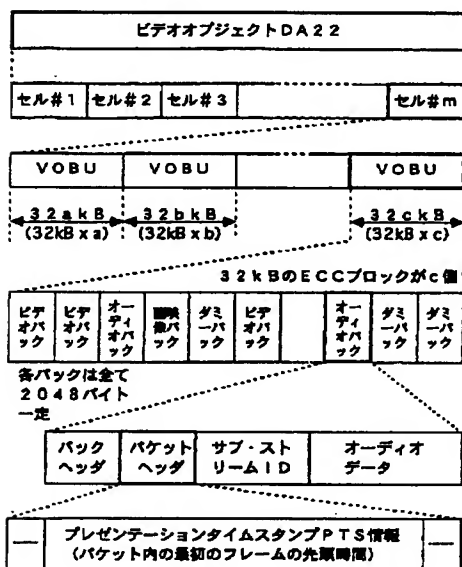 ビデオオブジェクトDA22
セル#1 セル#2 セル#3 セル#m
VOBU VOBU VOBU
32akB 32bkB 32ckB
(32kB x a) (32kB x b) (32kB x c)
32kBのECCブロックがc個
ビデオパック ビデオパック オーディオパック 副映像パック ダミーパック ビデオパック オーディオパック ダミーパック ダミーパック
各パックは全て
2048バイト
一定
パックヘッダ パケットヘッダ サブ・ストリームID オーディオデータ
プレゼンテーションタイムスタンプPTS情報
(パケット内の最初のフレームの先頭時間)